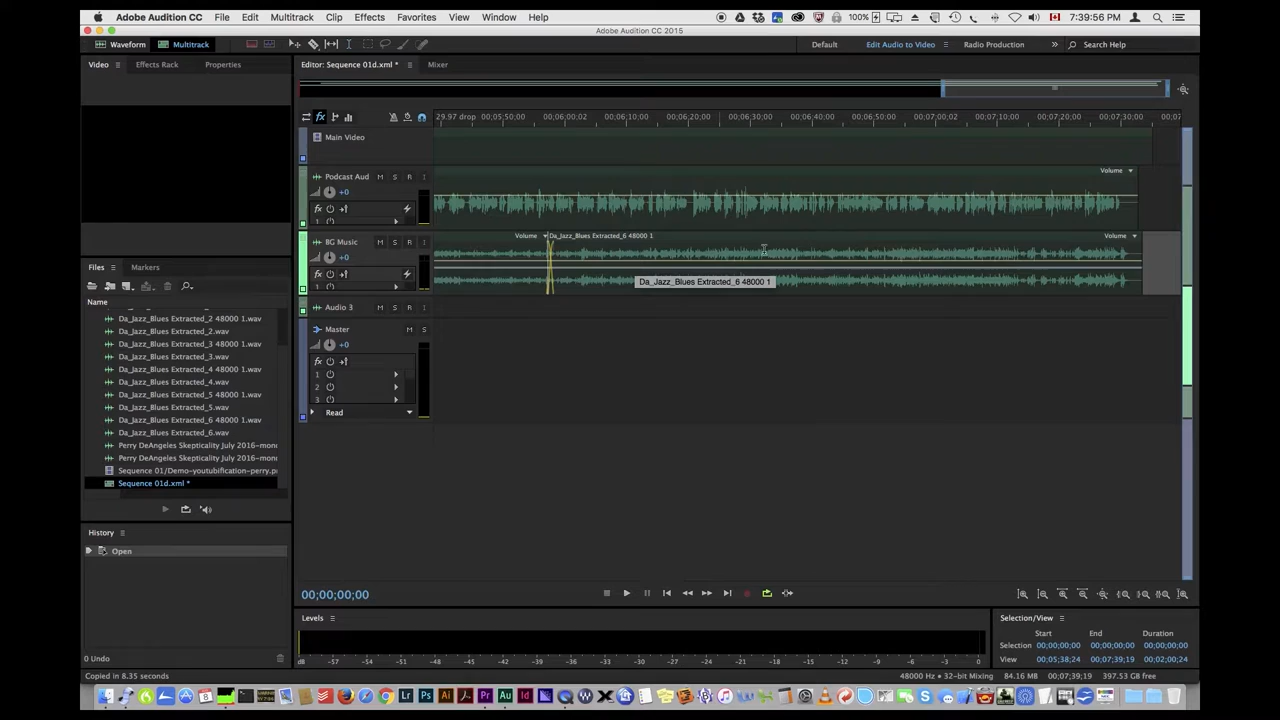 Adobe Audition CC File Edit Multitrack Clip Effects Favorites View Window Help 100% 7:39:56 AM
Adobe Audition CC 2015
Waveform Multitrack Default Edit Audio to Video Radio Production Search Help
Video Effects Rack Properties Editor: Sequence 01d.xml * Mixer
29.97 drop 00;05;50;00 00;06;00;02 00;06;10;00 00;06;20;00 00;06;30;00 00;06;40;00 00;06;50;00 00;07;00;02 00;07;10;00 00;07;20;00 00;07;30;00
Main Video
Podcast Aud M S R I Volume
+0
fx
BG Music M S R I Volume Da_Jazz_Blues Extracted_6 48000 1 Volume
+0
fx
Da_Jazz_Blues Extracted_6 48000 1
Audio 3 M S R I
Master M S
+0
fx
1
2
3
Read
Files Markers
Name
Da_Jazz_Blues Extracted_2 48000 1.wav
Da_Jazz_Blues Extracted_2.wav
Da_Jazz_Blues Extracted_3 48000 1.wav
Da_Jazz_Blues Extracted_3.wav
Da_Jazz_Blues Extracted_4 48000 1.wav
Da_Jazz_Blues Extracted_4.wav
Da_Jazz_Blues Extracted_5 48000 1.wav
Da_Jazz_Blues Extracted_5.wav
Da_Jazz_Blues Extracted_6 48000 1.wav
Da_Jazz_Blues Extracted_6.wav
Perry DeAngeles Skepticality July 2016-mon
Perry DeAngeles Skepticality July 2016-mon
Sequence 01/Demo-youtubification-perry.p
Sequence 01d.xml *
History
Open
0 Undo
00;00;00;00
Levels
dB -57 -54 -51 -48 -45 -42 -39 -36 -33 -30 -27 -24 -21 -18 -15 -12 -9 -6 -3 0
Selection/View
Start End Duration
Selection 00;00;00;00 00;00;00;00 00;00;00;00
View 00;05;38;24 00;07;39;19 00;02;00;24
Copied in 8.35 seconds 48000 Hz • 32-bit Mixing 84.16 MB 00;07;39;19 397.53 GB free